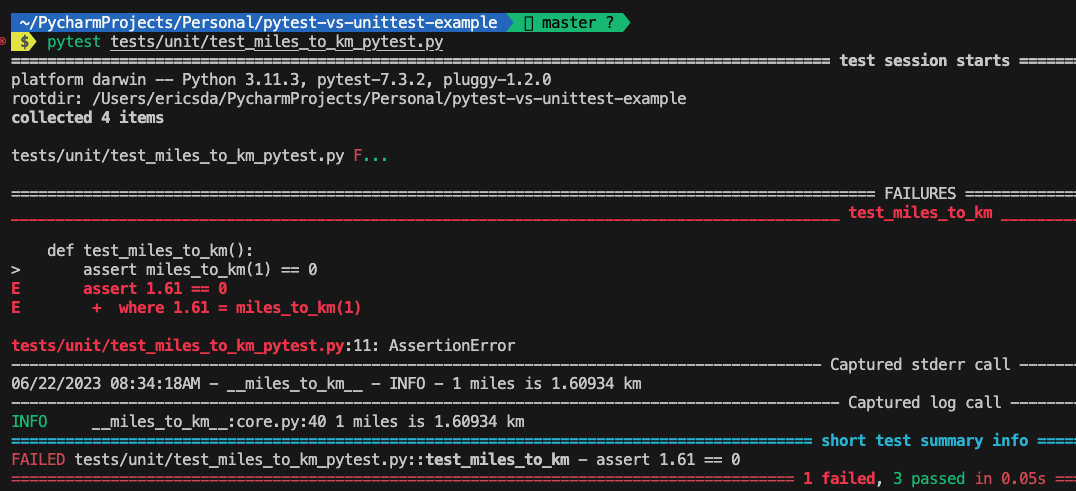 ~/PycharmProjects/Personal/pytest-vs-unittest-example master ?
$ pytest tests/unit/test_miles_to_km_pytest.py
=========================================================================================== test session starts =======
platform darwin -- Python 3.11.3, pytest-7.3.2, pluggy-1.2.0
rootdir: /Users/ericsda/PycharmProjects/Personal/pytest-vs-unittest-example
collected 4 items
tests/unit/test_miles_to_km_pytest.py F...
================================================================================================ FAILURES =============
____________________________________________________________________________________________ test_miles_to_km _________
def test_miles_to_km():
> assert miles_to_km(1) == 0
E assert 1.61 == 0
E + where 1.61 = miles_to_km(1)
tests/unit/test_miles_to_km_pytest.py:11: AssertionError
------------------------------------------------------------------------------------------ Captured stderr call -------
06/22/2023 08:34:18AM - __miles_to_km__ - INFO - 1 miles is 1.60934 km
-------------------------------------------------------------------------------------------- Captured log call --------
INFO __miles_to_km__:core.py:40 1 miles is 1.60934 km
========================================================================================= short test summary info =====
FAILED tests/unit/test_miles_to_km_pytest.py::test_miles_to_km - assert 1.61 == 0
======================================================================================= 1 failed, 3 passed in 0.05s ===